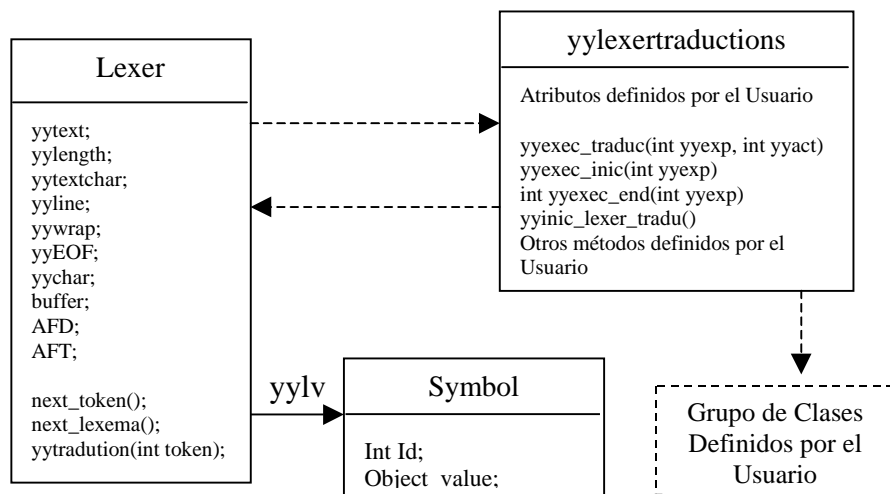 Lexer
yytext;
yylength;
yytextchar;
yyline;
yywrap;
yyEOF;
yychar;
buffer;
AFD;
AFT;
next_token();
next_lexema();
yytradution(int token);
yylexertraductions
Atributos definidos por el Usuario
yyexec_traduc(int yyexp, int yyact)
yyexec_inic(int yyexp)
int yyexec_end(int yyexp)
yyinic_lexer_tradu()
Otros métodos definidos por el
Usuario
yylv
Symbol
Int Id;
Object value;
Grupo de Clases
Definidos por el
Usuario